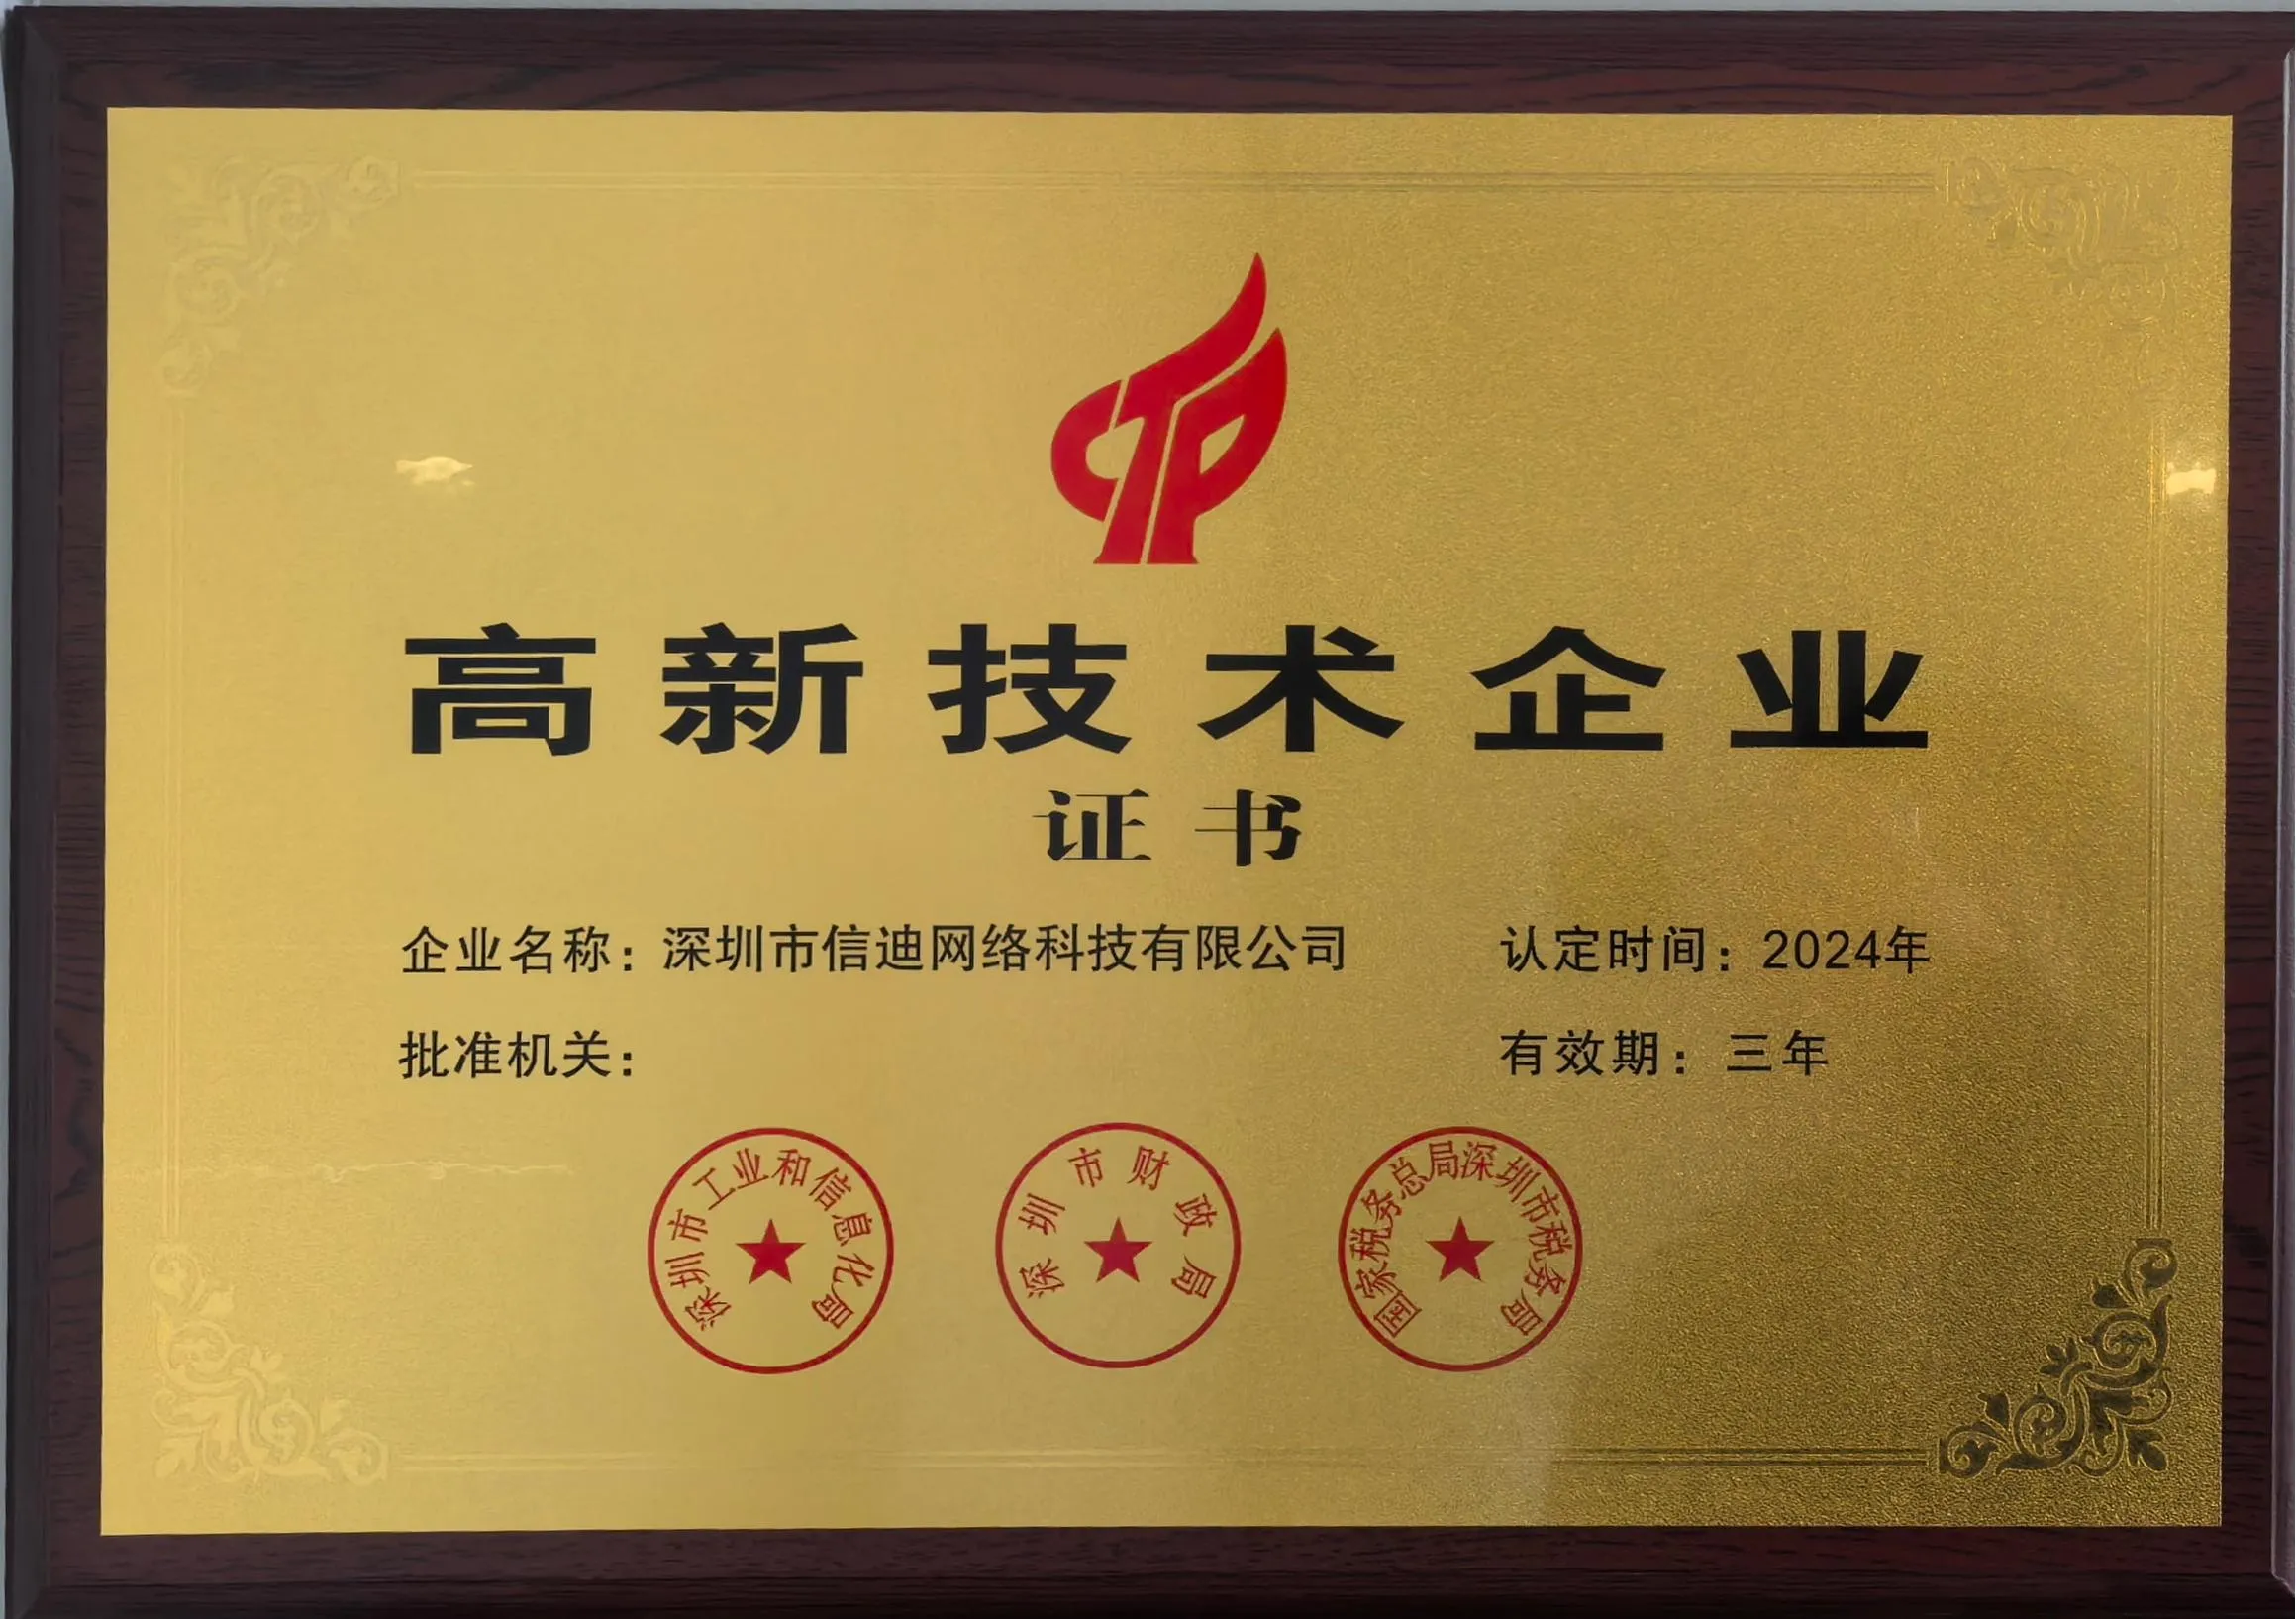 高新技术企业
证书
企业名称：深圳市信迪网络科技有限公司
认定时间：2024年
批准机关：
有效期：三年
深圳市工业和信息化局
深圳市财政局
国家税务总局深圳市税务局